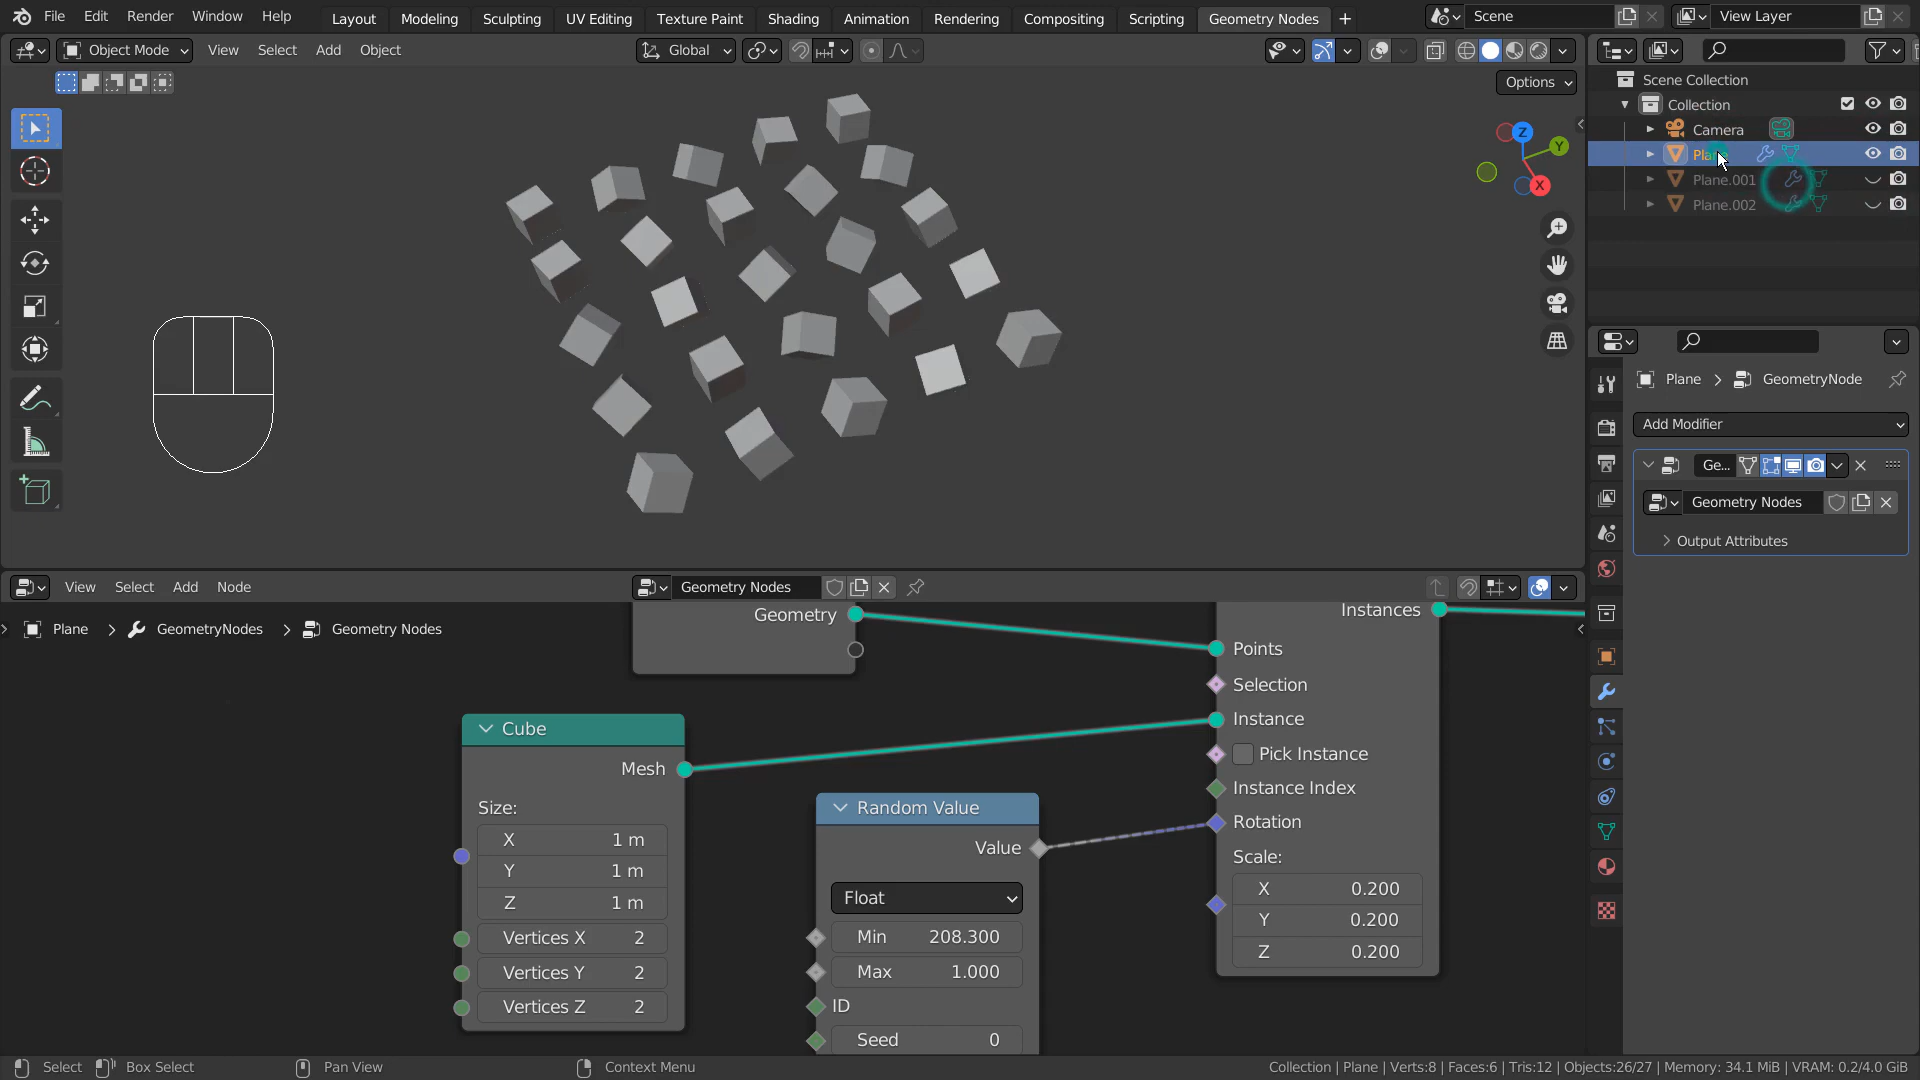 File Edit Render Window Help Layout Modeling Sculpting UV Editing Texture Paint Shading Animation Rendering Compositing Scripting Geometry Nodes + Scene View Layer
Object Mode View Select Add Object Global
Options
Z
Y
X
Scene Collection
Collection
Camera
Plane.001
Plane.002
Plane > GeometryNode
Add Modifier
Ge...
Geometry Nodes
Output Attributes
View Select Add Node Geometry Nodes
Plane > GeometryNodes > Geometry Nodes
Geometry
Instances
Points
Selection
Instance
Pick Instance
Instance Index
Rotation
Scale:
X 0.200
Y 0.200
Z 0.200
Cube
Mesh
Size:
X 1 m
Y 1 m
Z 1 m
Vertices X 2
Vertices Y 2
Vertices Z 2
Random Value
Value
Float
Min 208.300
Max 1.000
ID
Seed 0
Select Box Select Pan View Context Menu Collection | Plane | Verts:8 | Faces:6 | Tris:12 | Objects:26/27 | Memory: 34.1 MiB | VRAM: 0.2/4.0 GiB